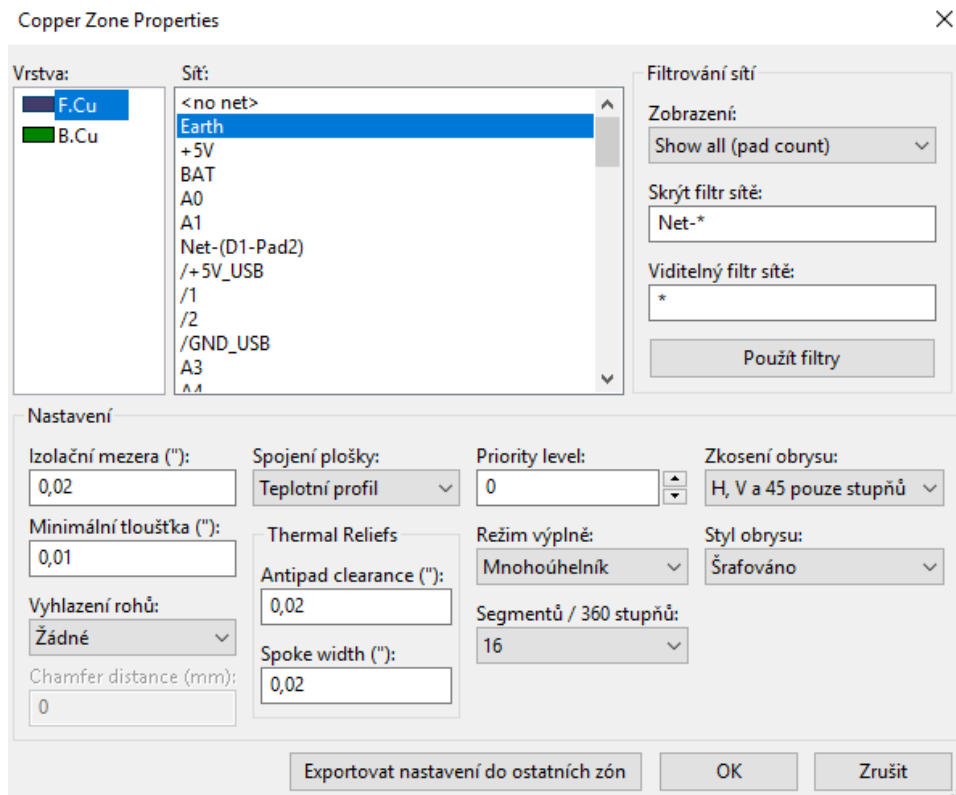 Copper Zone Properties
Vrstva:
F.Cu
B.Cu
Síť:
<no net>
Earth
+5V
BAT
A0
A1
Net-(D1-Pad2)
/+5V_USB
/1
/2
/GND_USB
A3
A4
Filtrování sítí
Zobrazení:
Show all (pad count)
Skrýt filtr sítě:
Net-*
Viditelný filtr sítě:
*
Použít filtry
Nastavení
Izolační mezera ("):
0,02
Minimální tloušťka ("):
0,01
Vyhlazení rohů:
Žádné
Chamfer distance (mm):
0
Spojení plošky:
Teplotní profil
Thermal Reliefs
Antipad clearance ("):
0,02
Spoke width ("):
0,02
Priority level:
0
Režim výplně:
Mnohoúhelník
Segmentů / 360 stupňů:
16
Zkosení obrysu:
H, V a 45 pouze stupňů
Styl obrysu:
Šrafováno
Exportovat nastavení do ostatních zón
OK
Zrušit